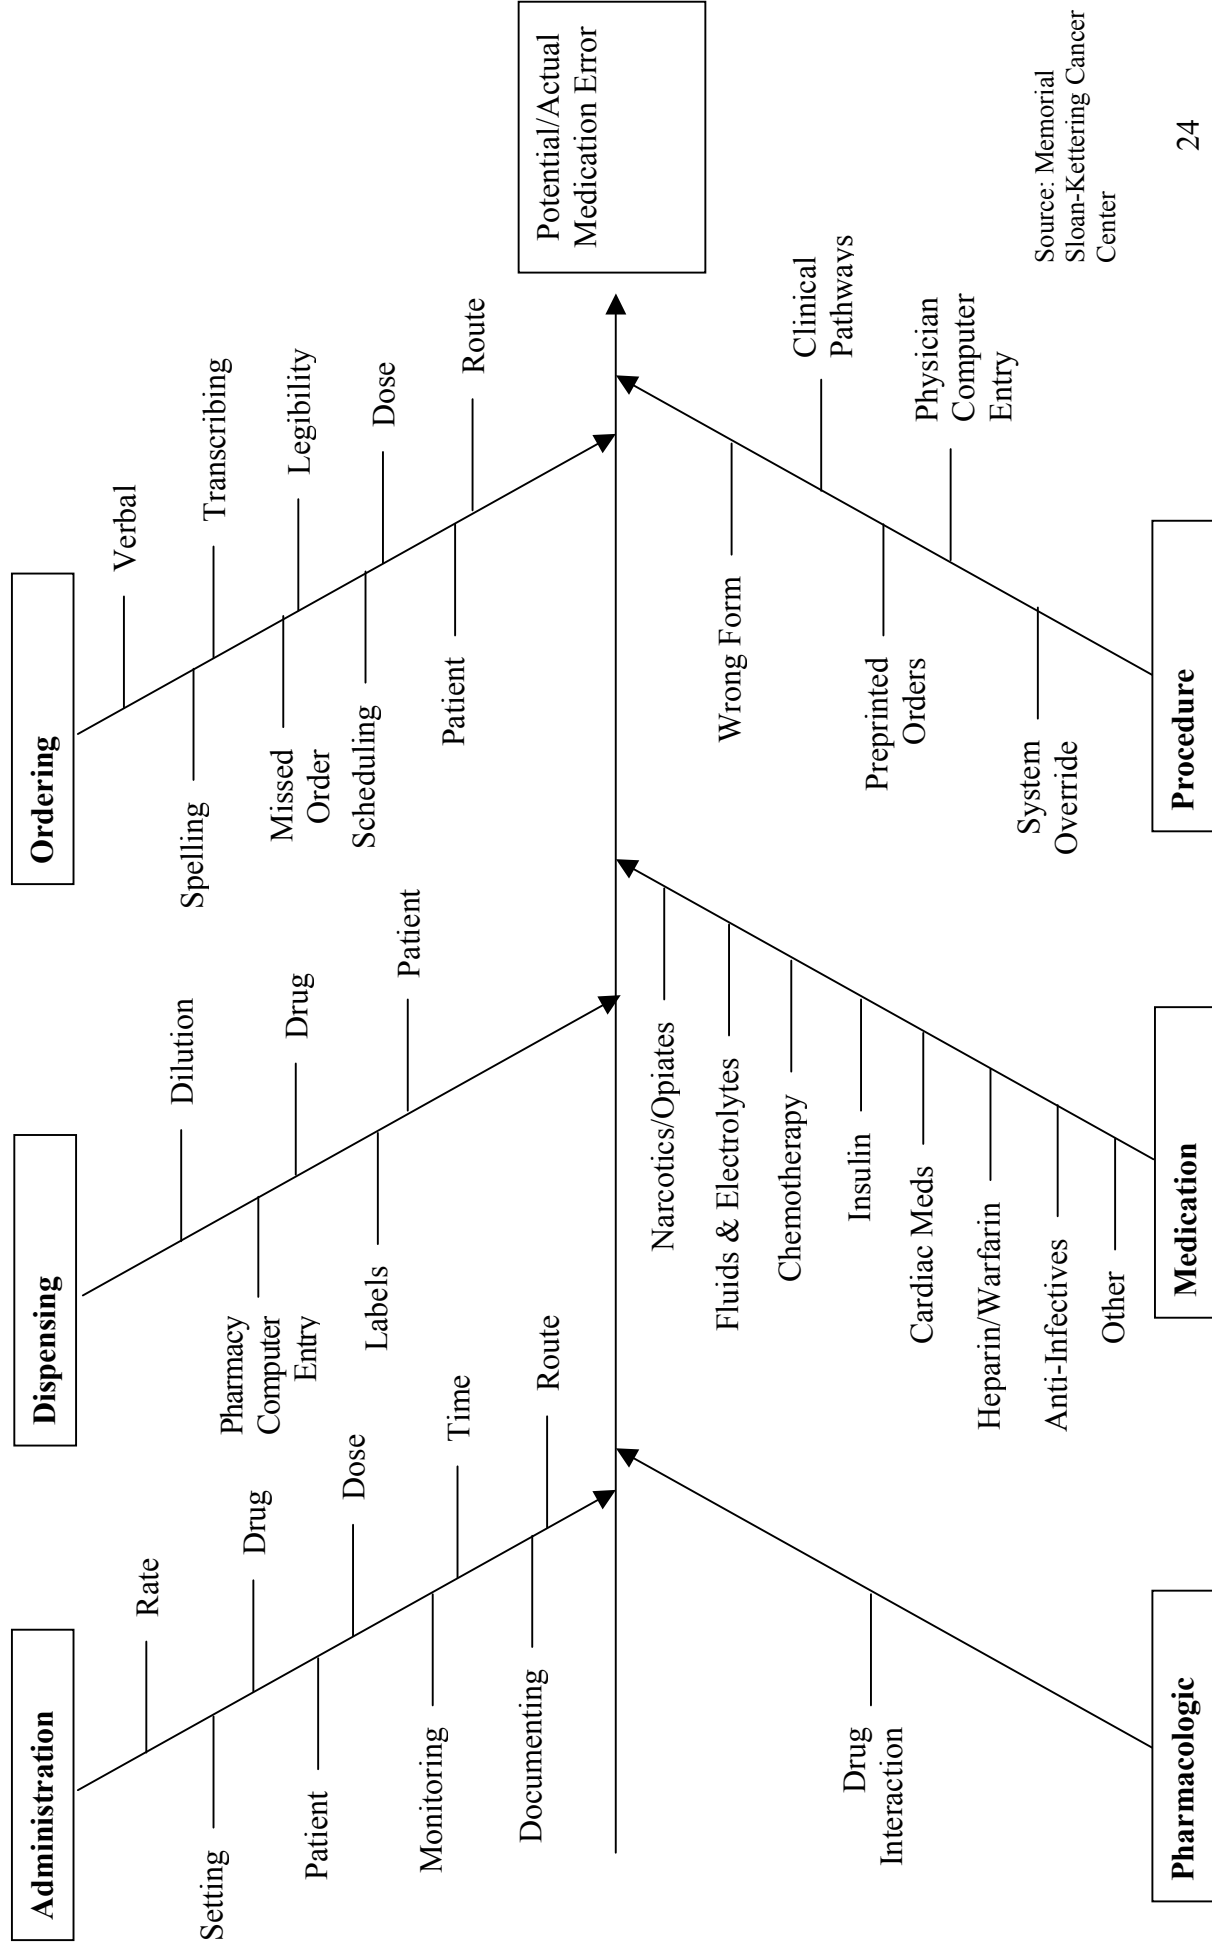 Administration
Rate
Setting
Drug
Patient
Dose
Monitoring
Time
Documenting
Route
Dispensing
Dilution
Pharmacy
Computer
Entry
Drug
Labels
Patient
Ordering
Verbal
Spelling
Transcribing
Missed
Order
Legibility
Scheduling
Dose
Patient
Route
Potential/Actual
Medication Error
Pharmacologic
Drug
Interaction
Medication
Narcotics/Opiates
Fluids & Electrolytes
Chemotherapy
Insulin
Cardiac Meds
Heparin/Warfarin
Anti-Infectives
Other
Procedure
Wrong Form
Clinical
Pathways
Preprinted
Orders
Physician
Computer
Entry
System
Override
Source: Memorial
Sloan-Kettering Cancer
Center
24